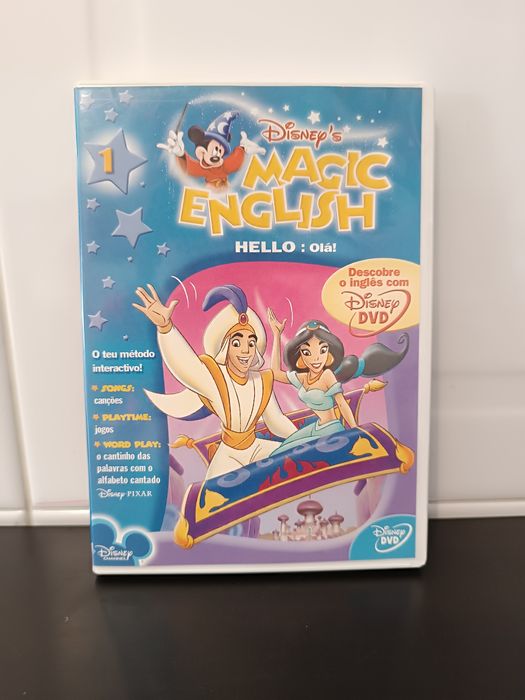 1
Disney's
MAGIC
ENGLISH
HELLO : Olá!
Descobre
o inglês com
Disney
DVD
O teu método
interactivo!
SONGS:
canções
PLAYTIME:
jogos
WORD PLAY:
o cantinho das
palavras com o
alfabeto cantado
Disney PIXAR
Disney
CHANNEL
Disney
DVD